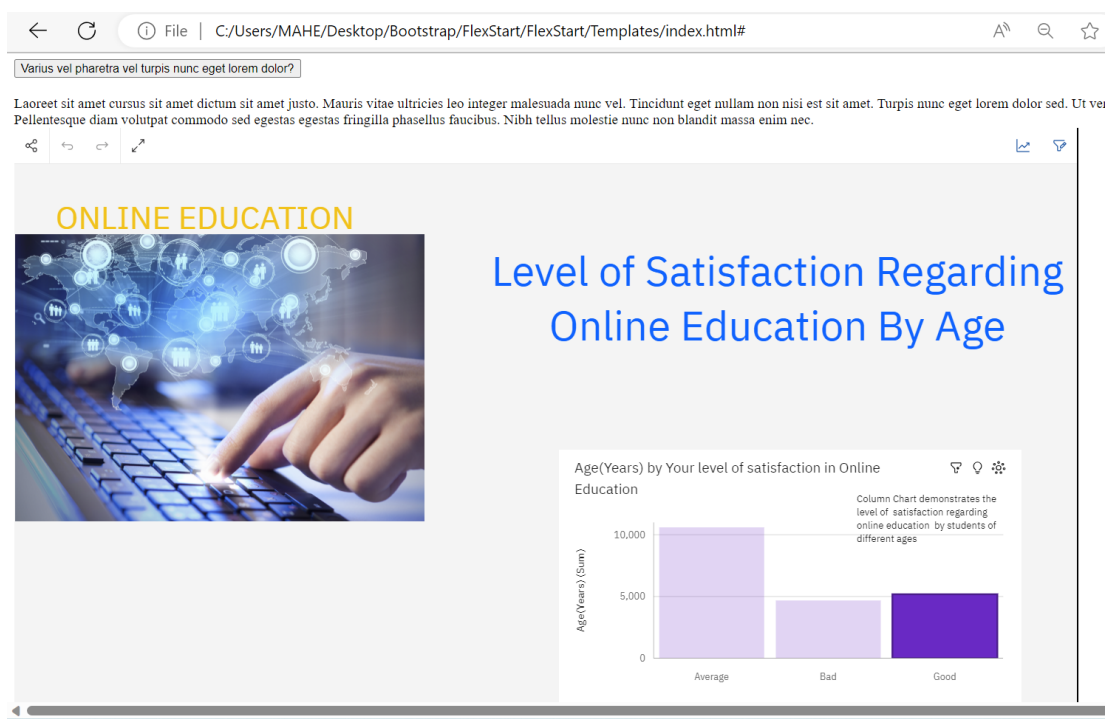 File | C:/Users/MAHE/Desktop/Bootstrap/FlexStart/FlexStart/Templates/index.html#
Varius vel pharetra vel turpis nunc eget lorem dolor?
Laoreet sit amet cursus sit amet dictum sit amet justo. Mauris vitae ultricies leo integer malesuada nunc vel. Tincidunt eget nullam non nisi est sit amet. Turpis nunc eget lorem dolor sed. Ut
Pellentesque diam volutpat commodo sed egestas egestas fringilla phasellus faucibus. Nibh tellus molestie nunc non blandit massa enim nec.
ONLINE EDUCATION
Level of Satisfaction Regarding
Online Education By Age
Age(Years) by Your level of satisfaction in Online
Education
Column Chart demonstrates the
level of satisfaction regarding
online education by students of
different ages
Age(Years) (Sum)
10,000
5,000
0
Average
Bad
Good